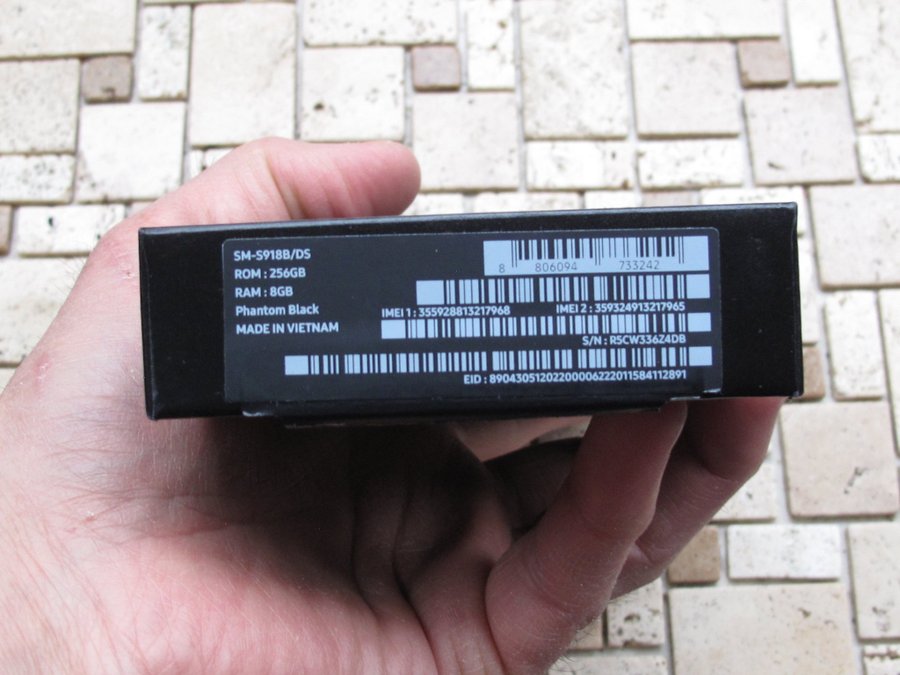 SM-S918B/DS
ROM : 256GB
RAM : 8GB
Phantom Black
MADE IN VIETNAM
8 806094 733242
IMEI 1 : 355928813217968 IMEI 2 : 359324913217965
S/N : R5CW336Z4DB
EID : 89043051202200006222011584112891